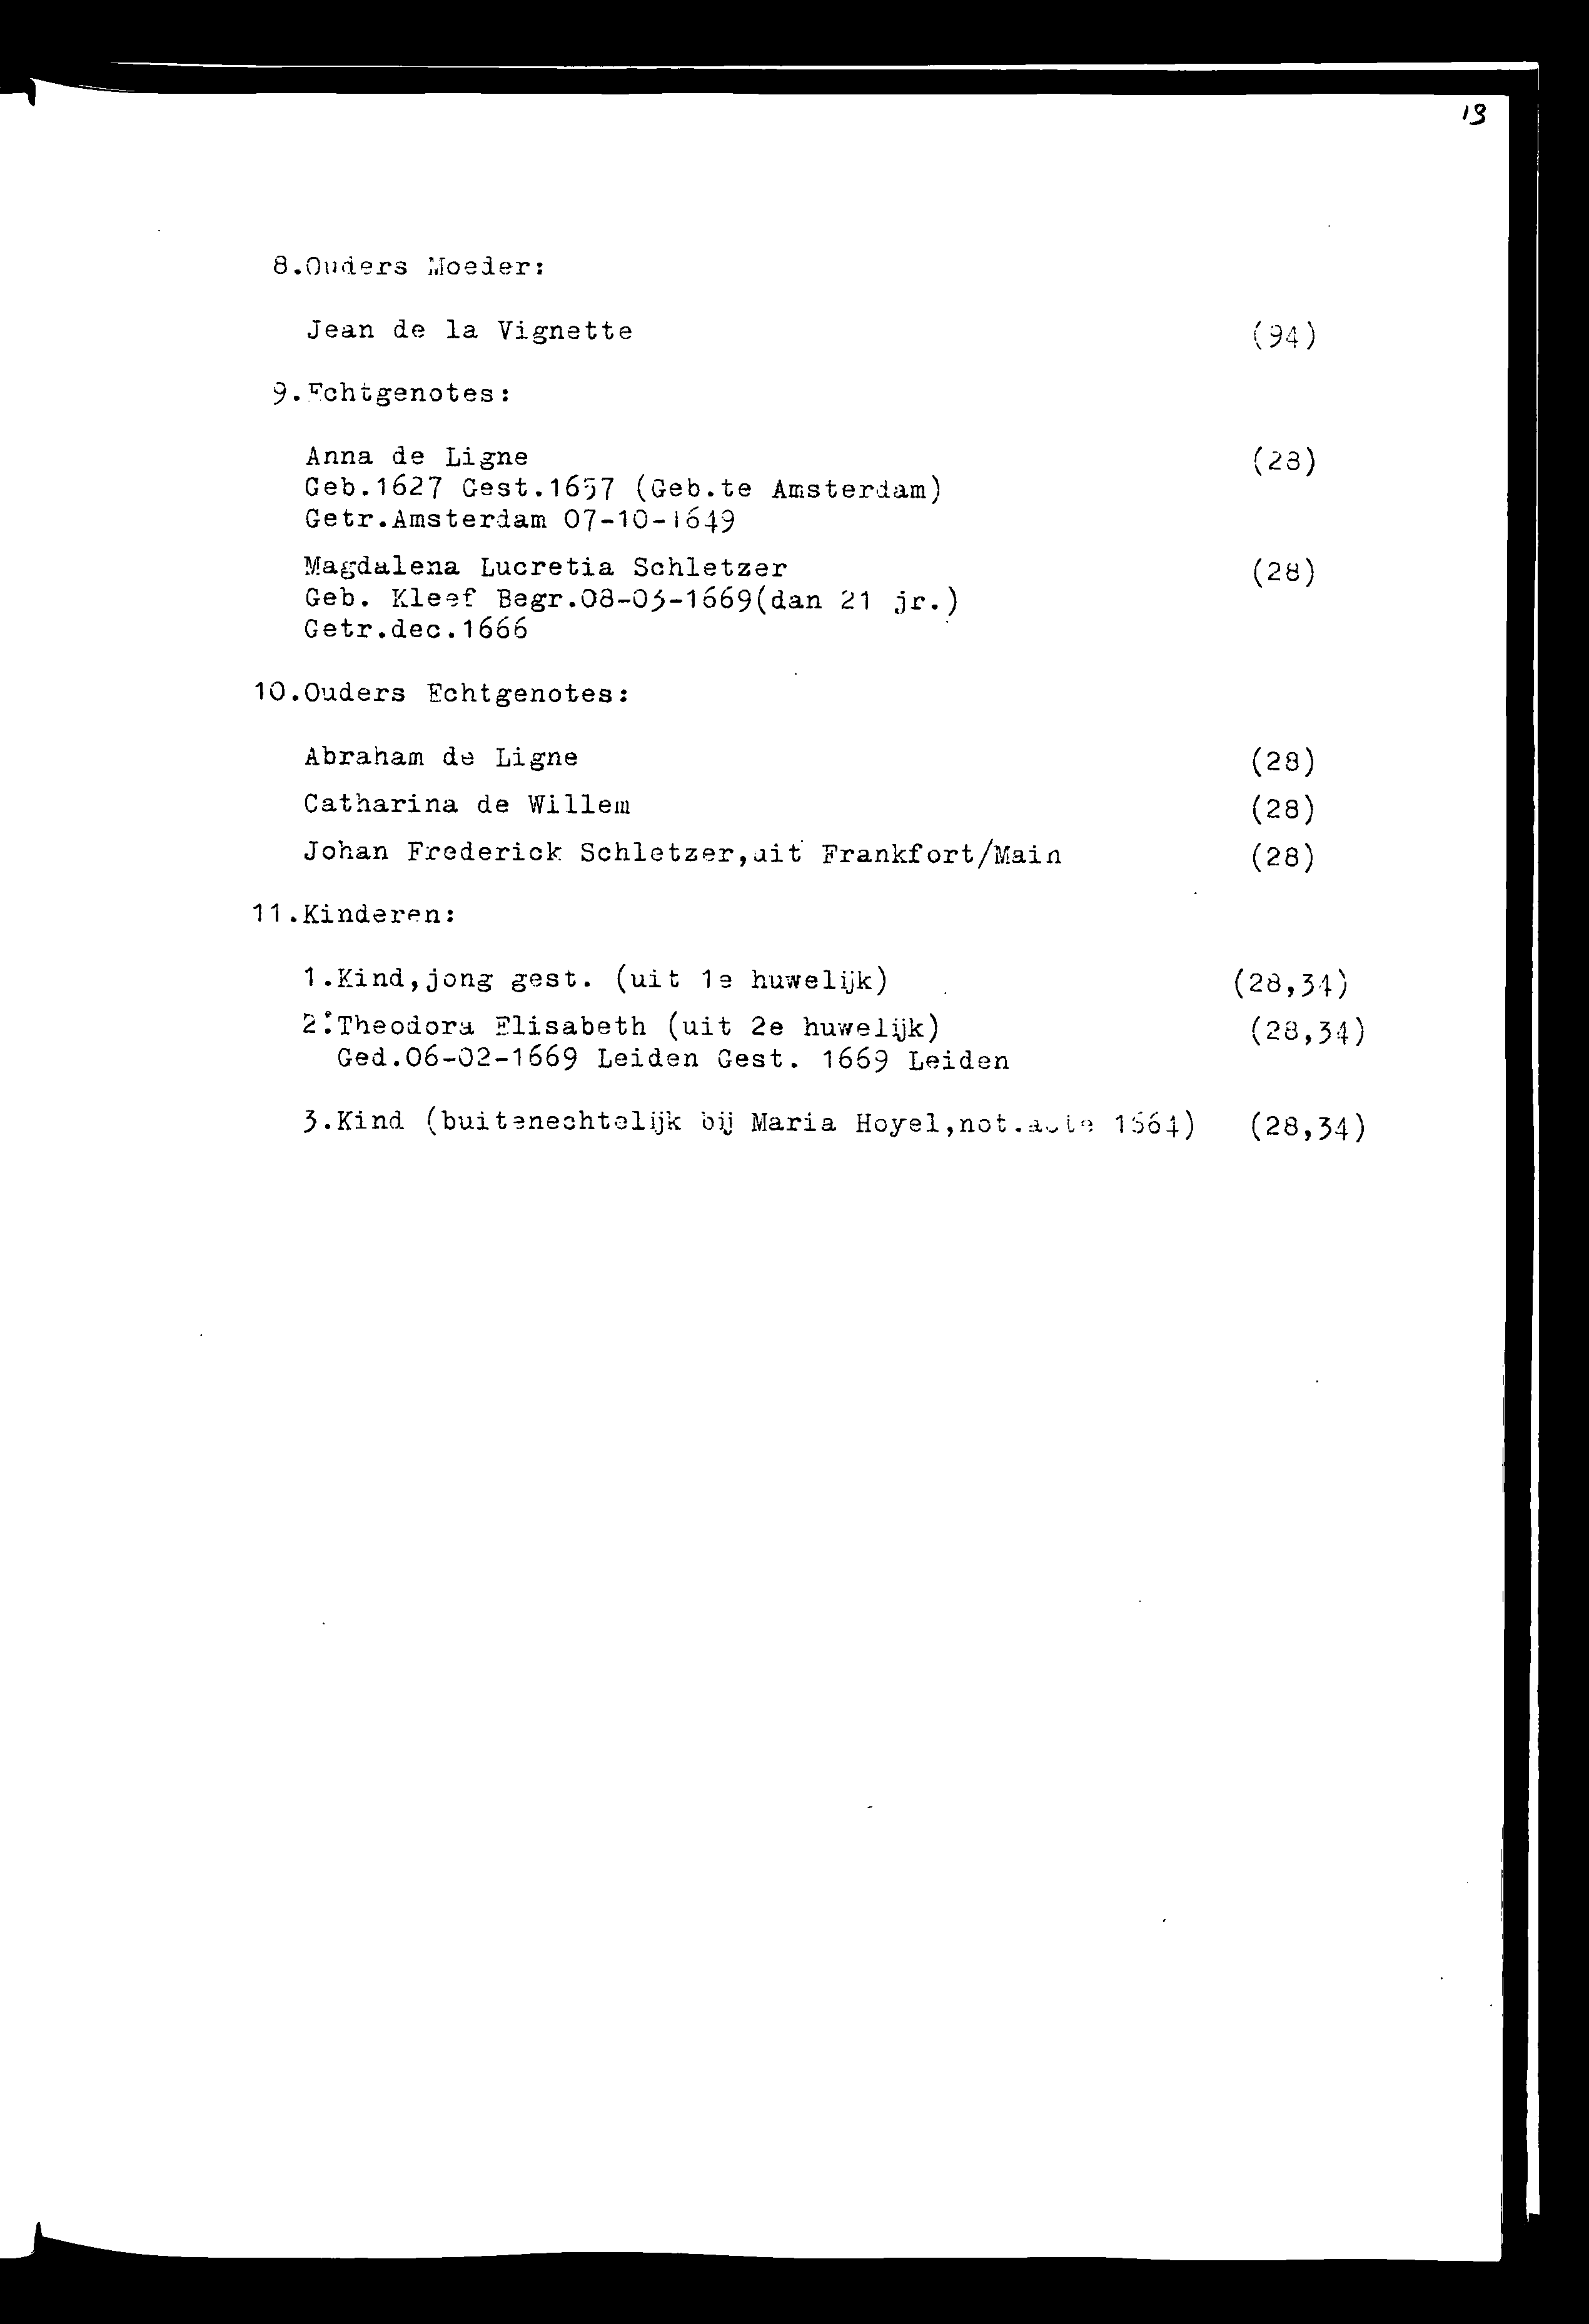 13
8.Ouders Moeder:
Jean de la Vignette (94)
9.Echtgenotes:
Anna de Ligne (28)
Geb.1627 Gest.1657 (Geb.te Amsterdam)
Getr.Amsterdam 07-10-1649
Magdalena Lucretia Schletzer (28)
Geb. Kleef Begr.08-03-1669(dan 21 jr.)
Getr.dec.1666
10.Ouders Echtgenotes:
Abraham de Ligne (28)
Catharina de Willem (28)
Johan Frederick Schletzer,uit Frankfort/Main (28)
11.Kinderen:
1.Kind,jong gest. (uit 1e huwelijk) (28,34)
2.Theodora Elisabeth (uit 2e huwelijk) (28,34)
Ged.06-02-1669 Leiden Gest. 1669 Leiden
3.Kind (buitenechtelijk bij Maria Hoyel,not.acte 1664) (28,34)